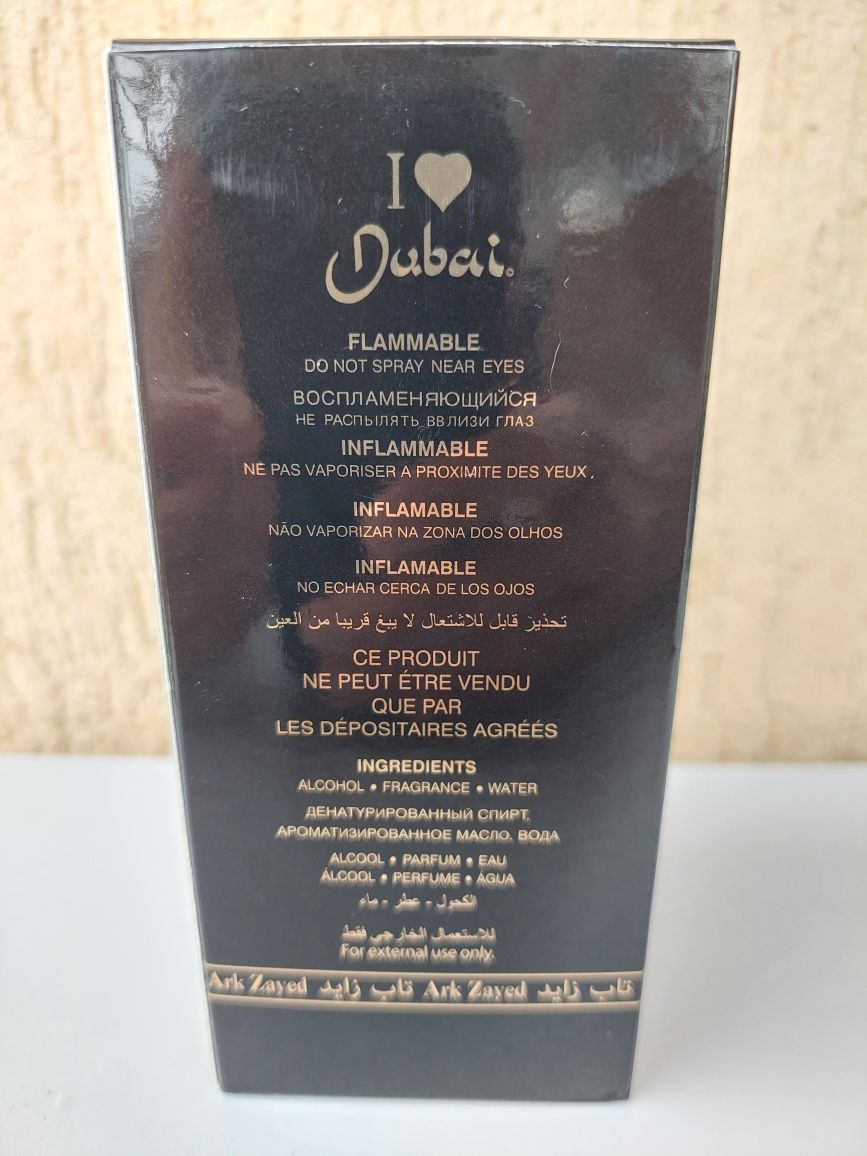 I ♥
Dubai
FLAMMABLE
DO NOT SPRAY NEAR EYES
ВОСПЛАМЕНЯЮЩИЙСЯ
НЕ РАСПЫЛЯТЬ ВВЛИЗИ ГЛАЗ
INFLAMMABLE
NE PAS VAPORISER A PROXIMITE DES YEUX
INFLAMABLE
NÃO VAPORIZAR NA ZONA DOS OLHOS
INFLAMABLE
NO ECHAR CERCA DE LOS OJOS
تحذير قابل للاشتعال لا يبغ قريبا من العين
CE PRODUIT
NE PEUT ÉTRE VENDU
QUE PAR
LES DÉPOSITAIRES AGRÉÉS
INGREDIENTS
ALCOHOL • FRAGRANCE • WATER
ДЕНАТУРИРОВАННЫЙ СПИРТ,
АРОМАТИЗИРОВАННОЕ МАСЛО, ВОДА
ALCOOL • PARFUM • EAU
ÁLCOOL • PERFUME • ÁGUA
الكحول - عطر - ماء
للاستعمال الخارجي فقط
For external use only.
Ark Zayed تاب زايد Ark Zayed تاب زايد